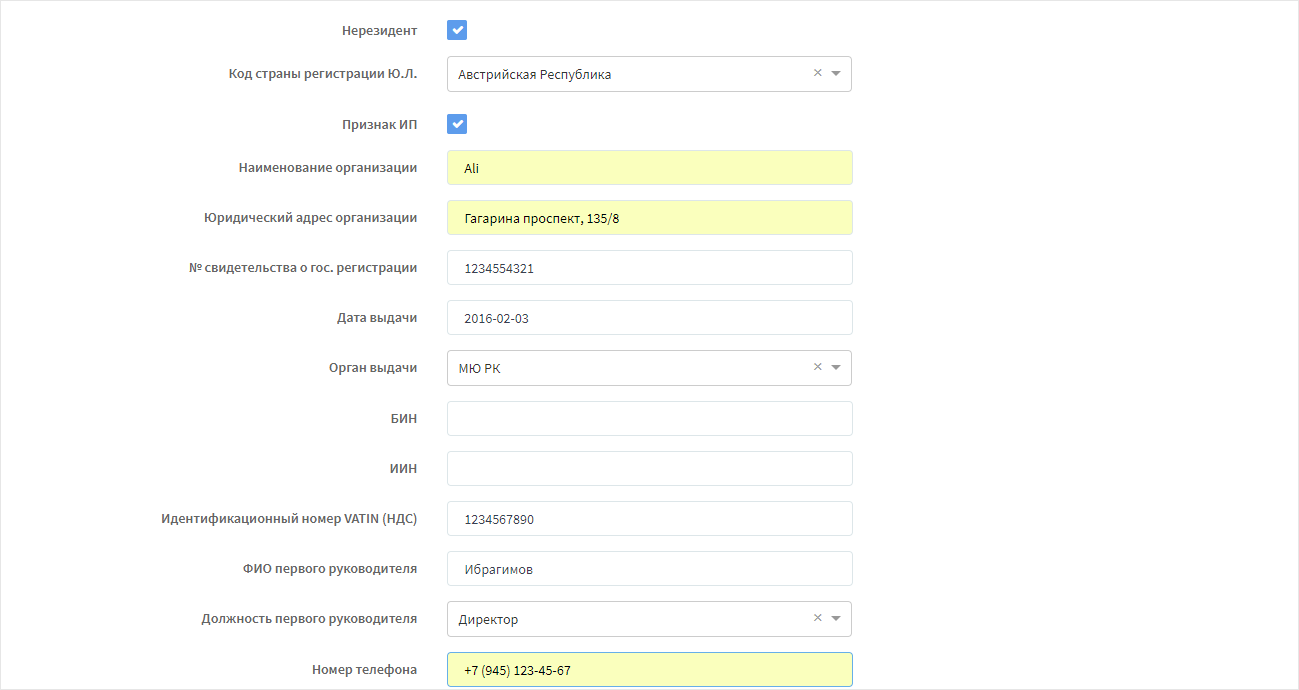 Нерезидент
Код страны регистрации Ю.Л. Австрийская Республика ×
Признак ИП
Наименование организации Ali
Юридический адрес организации Гагарина проспект, 135/8
№ свидетельства о гос. регистрации 1234554321
Дата выдачи 2016-02-03
Орган выдачи МЮ РК ×
БИН
ИИН
Идентификационный номер VATIN (НДС) 1234567890
ФИО первого руководителя Ибрагимов
Должность первого руководителя Директор ×
Номер телефона +7 (945) 123-45-67